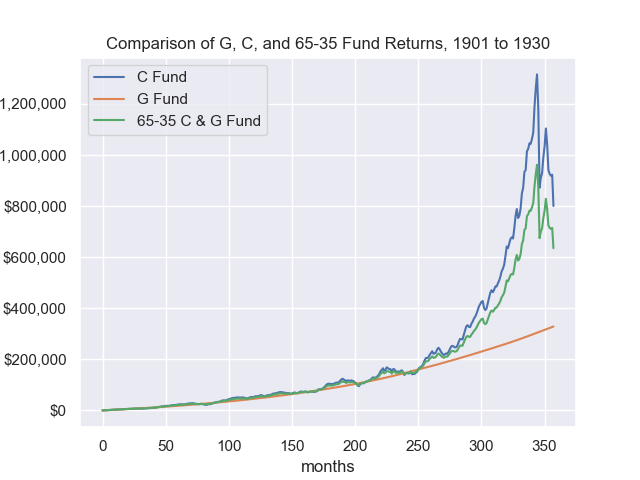 Comparison of G, C, and 65-35 Fund Returns, 1901 to 1930
C Fund
G Fund
65-35 C & G Fund
1,200,000
1,000,000
$800,000
$600,000
$400,000
$200,000
$0
0 50 100 150 200 250 300 350
months